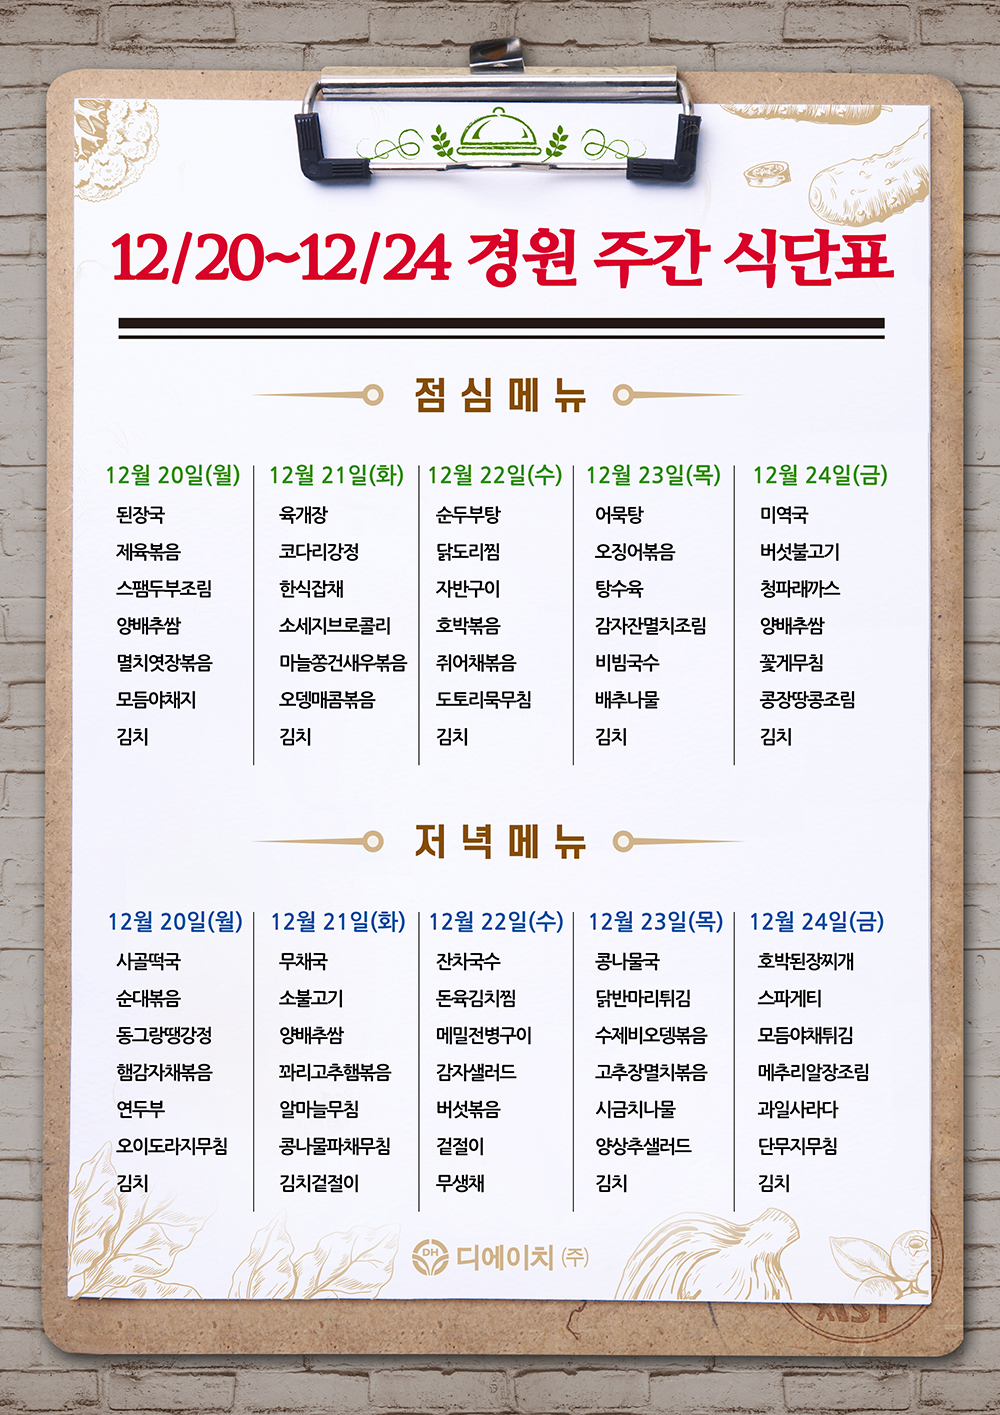 12/20~12/24 경원 주간 식단표
점심메뉴
12월 20일(월)
된장국
제육볶음
스팸두부조림
양배추쌈
멸치엿장볶음
모듬야채지
김치
12월 21일(화)
육개장
코다리강정
한식잡채
소세지브로콜리
마늘쫑건새우볶음
오뎅매콤볶음
김치
12월 22일(수)
순두부탕
닭도리찜
자반구이
호박볶음
쥐어채볶음
도토리묵무침
김치
12월 23일(목)
어묵탕
오징어볶음
탕수육
감자잔멸치조림
비빔국수
배추나물
김치
12월 24일(금)
미역국
버섯불고기
청파래까스
양배추쌈
꽃게무침
콩장땅콩조림
김치
저녁메뉴
12월 20일(월)
사골떡국
순대볶음
동그랑땡강정
햄감자채볶음
연두부
오이도라지무침
김치
12월 21일(화)
무채국
소불고기
양배추쌈
꽈리고추햄볶음
알마늘무침
콩나물파채무침
김치겉절이
12월 22일(수)
잔차국수
돈육김치찜
메밀전병구이
감자샐러드
버섯볶음
겉절이
무생채
12월 23일(목)
콩나물국
닭반마리튀김
수제비오뎅볶음
고추장멸치볶음
시금치나물
양상추샐러드
김치
12월 24일(금)
호박된장찌개
스파게티
모듬야채튀김
메추리알장조림
과일사라다
단무지무침
김치
DH 디에이치(주)